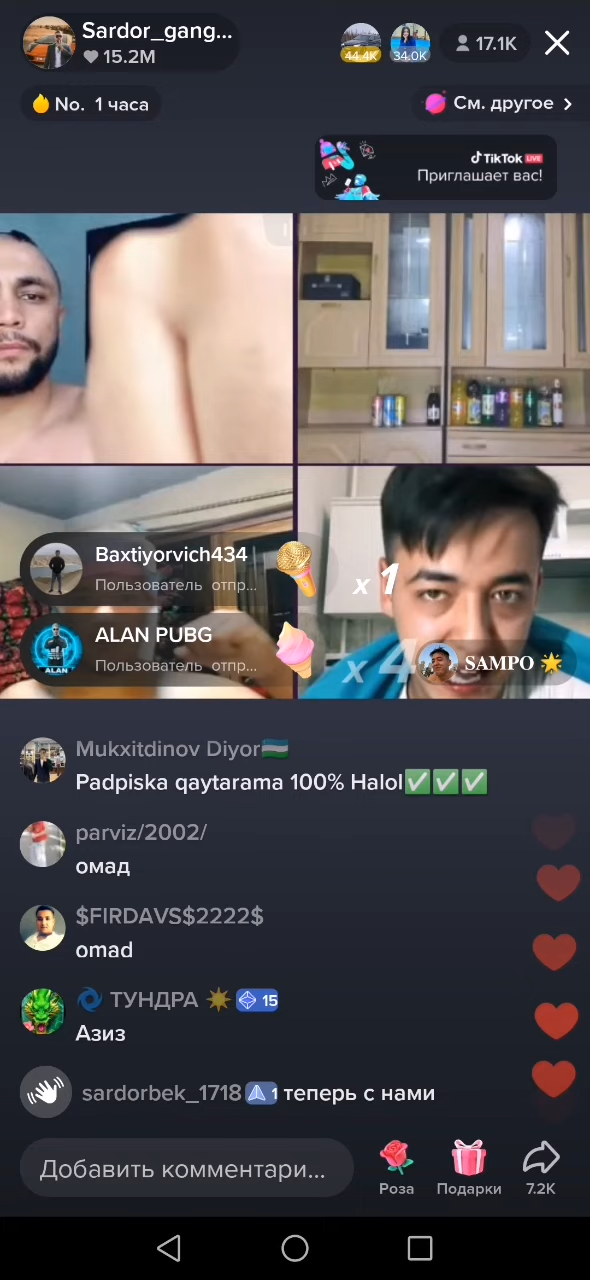 Sardor_gang...
15.2M
44.4K
34.0K
17.1K
No. 1 часа
См. другое
TikTok LIVE
Приглашает вас!
Baxtiyorvich434
Пользователь отпр...
x 1
ALAN PUBG
Пользователь отпр...
x 4
SAMPO 🌟
ALAN
Mukxitdinov Diyor🇺🇿
Padpiska qaytarama 100% Halol✅✅✅
parviz/2002/
омад
$FIRDAVS$2222$
omad
ТУНДРА 15
Азиз
sardorbek_1718 1 теперь с нами
Добавить комментари...
Роза
Подарки
7.2K